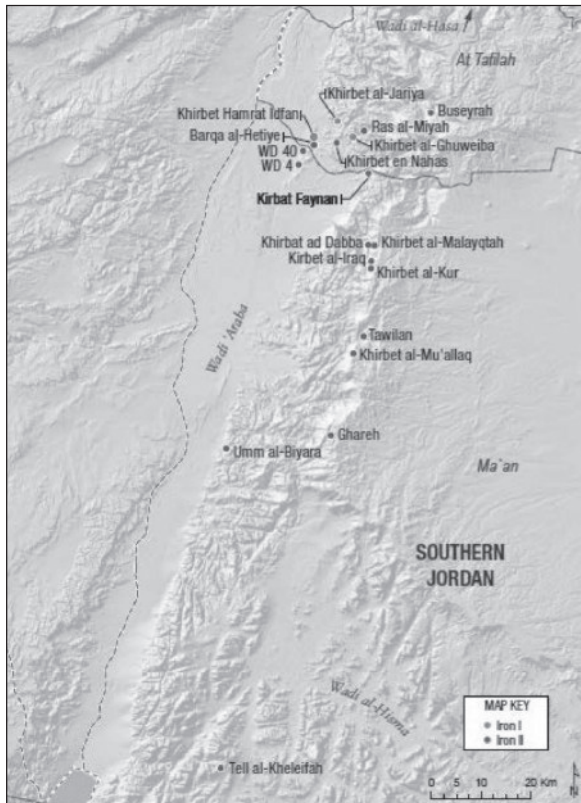 Wadi al-Hasa
At Tafilah
Khirbet al-Jariya
Buseyrah
Khirbet Hamrat Idfan
Ras al-Miyah
Barqa al-Hetiye
Khirbet al-Ghuweiba
WD 40
Khirbet en Nahas
WD 4
Kirbat Faynan
Khirbat ad Dabba
Khirbet al-Malayqtah
Kirbet al-Iraq
Khirbet al-Kur
Wadi 'Araba
Tawilan
Khirbet al-Mu'allaq
Ghareh
Umm al-Biyara
Ma`an
SOUTHERN
JORDAN
Wadi al-Hisma
MAP KEY
Iron I
Iron II
Tell al-Kheleifah
0 5 10 20 Km
N